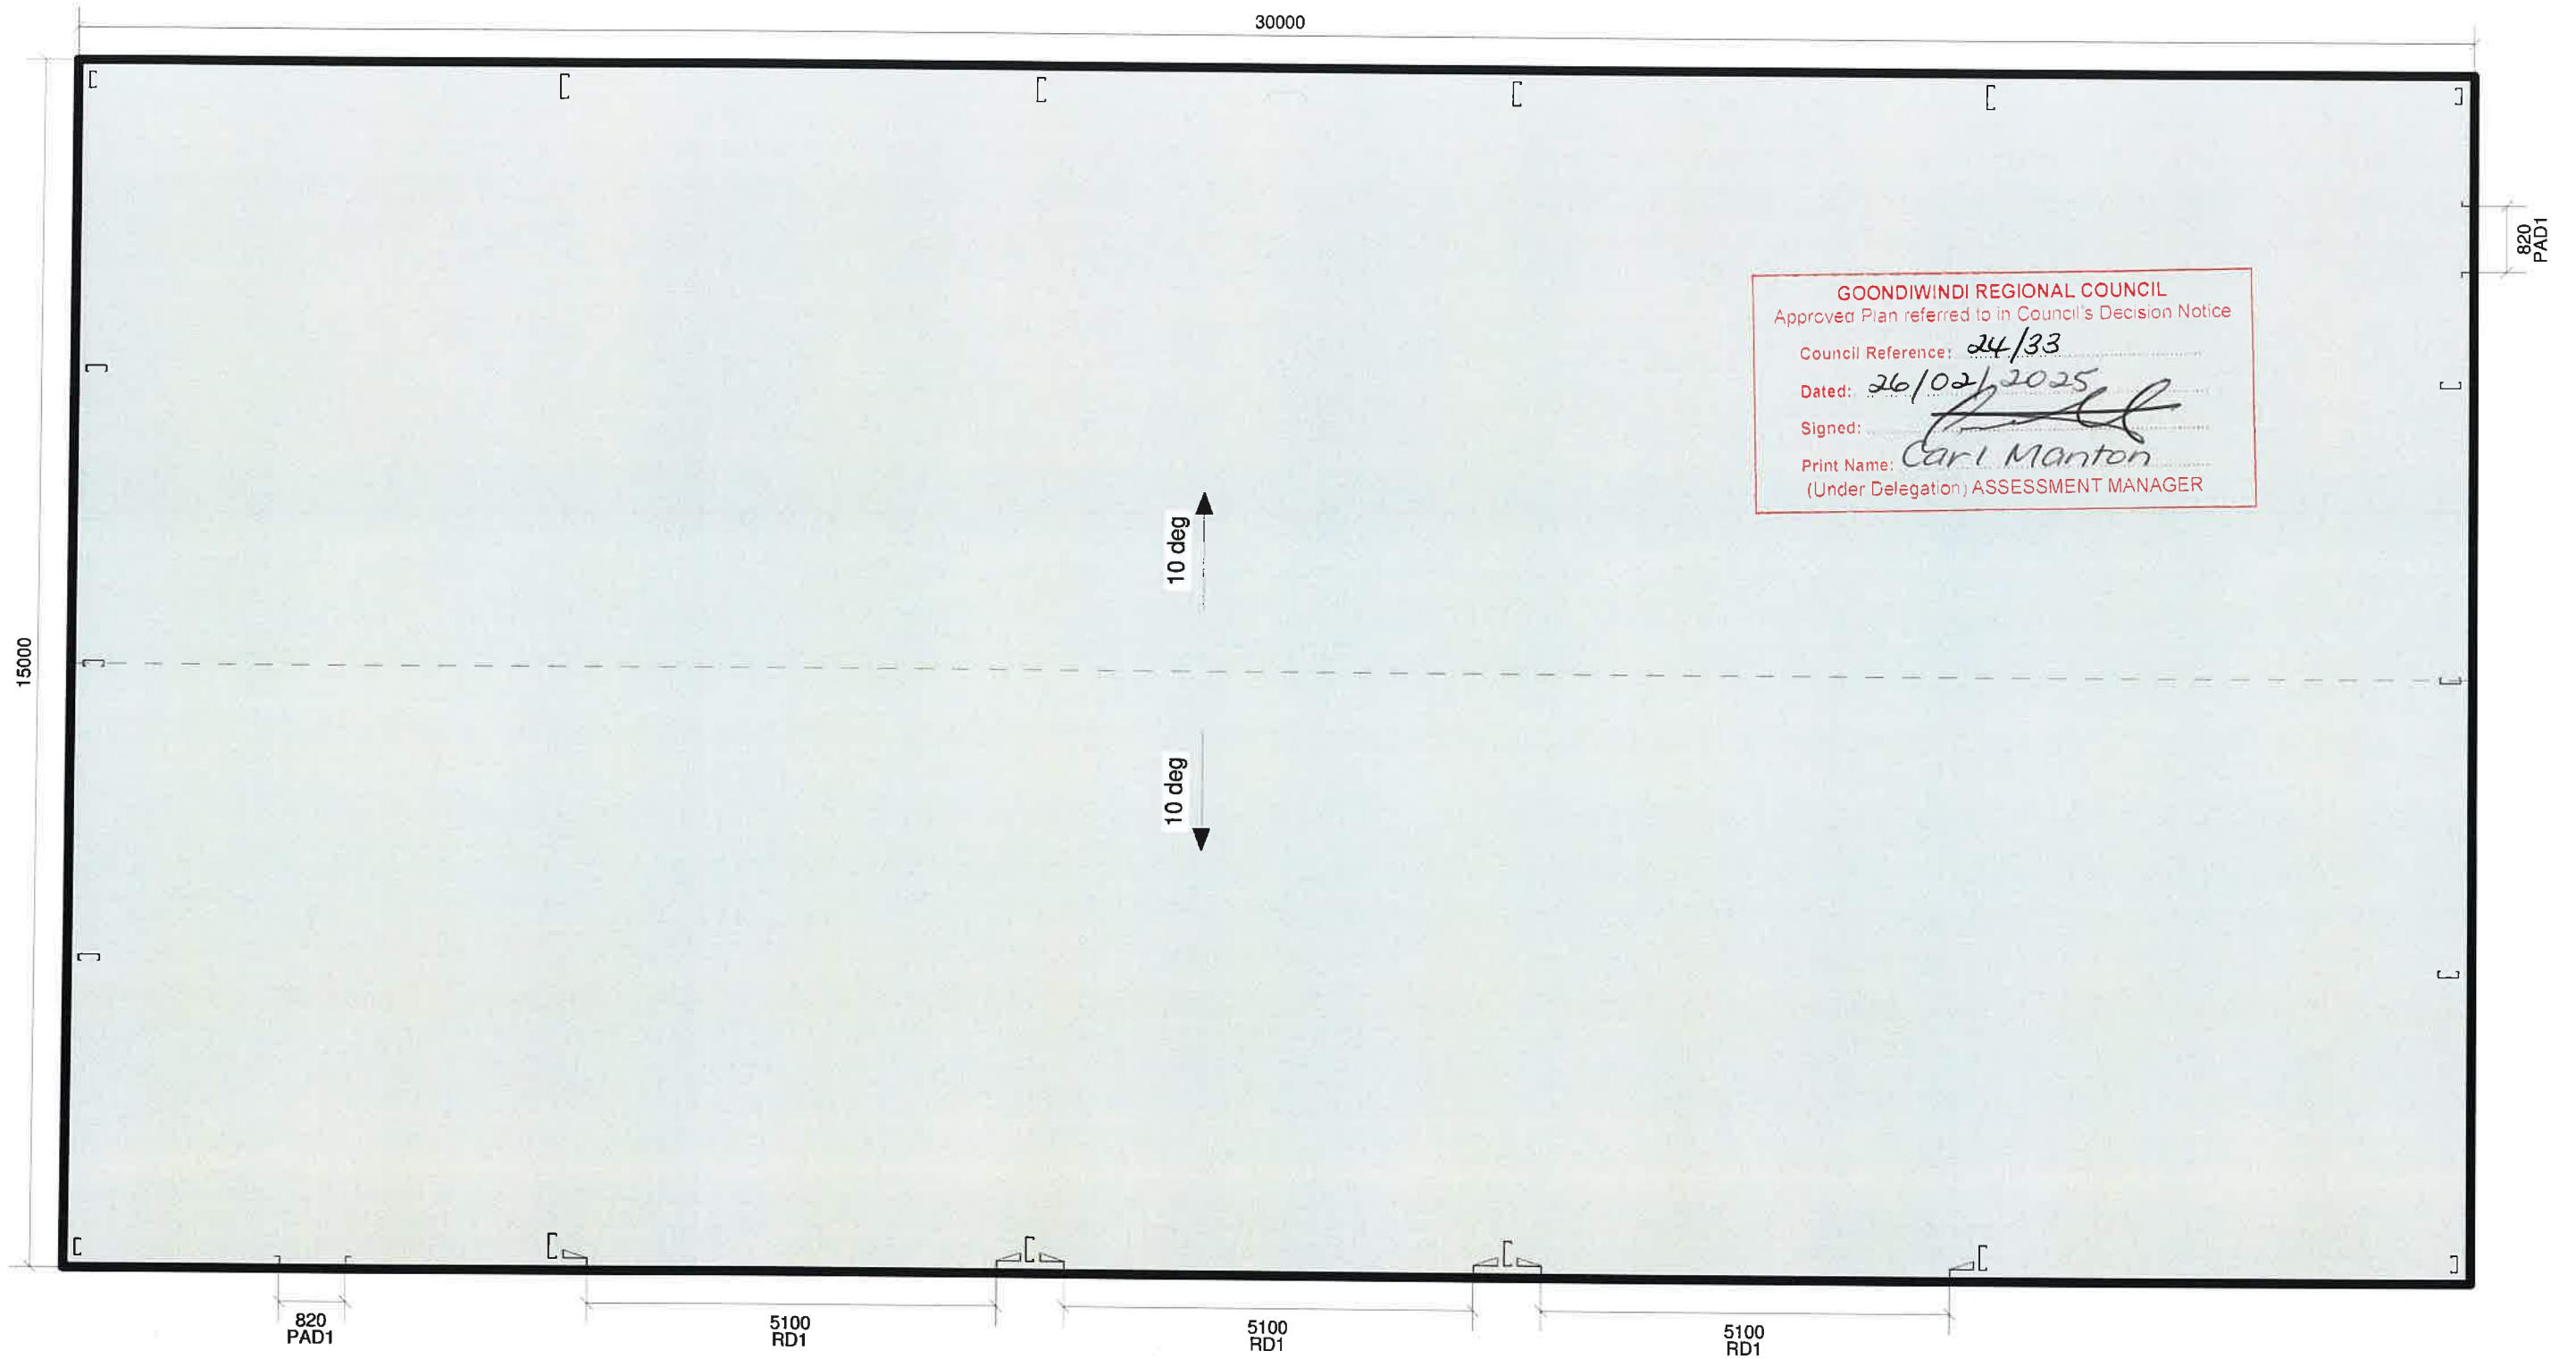 30000
820
PAD1
GOONDIWINDI REGIONAL COUNCIL
Approved Plan referred to in Council's Decision Notice
Council Reference: 24/33
Dated: 26/02/2025
Signed:
Print Name: Carl Manton
(Under Delegation) ASSESSMENT MANAGER
10 deg
15000
10 deg
820
PAD1
5100
RD1
5100
RD1
5100
RD1